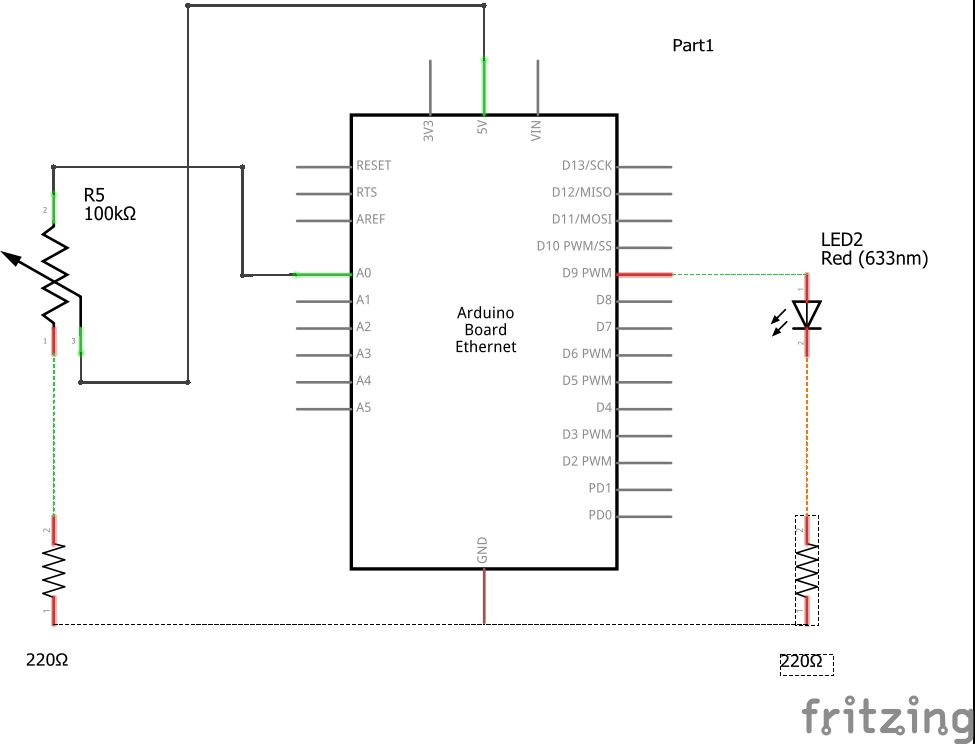 Part1
3V3
5V
VIN
RESET
RTS
AREF
A0
A1
A2
A3
A4
A5
D13/SCK
D12/MISO
D11/MOSI
D10 PWM/SS
D9 PWM
D8
D7
D6 PWM
D5 PWM
D4
D3 PWM
D2 PWM
PD1
PD0
GND
Arduino
Board
Ethernet
R5
100kΩ
2
1
3
2
1
220Ω
LED2
Red (633nm)
1
2
2
1
220Ω
fritzing